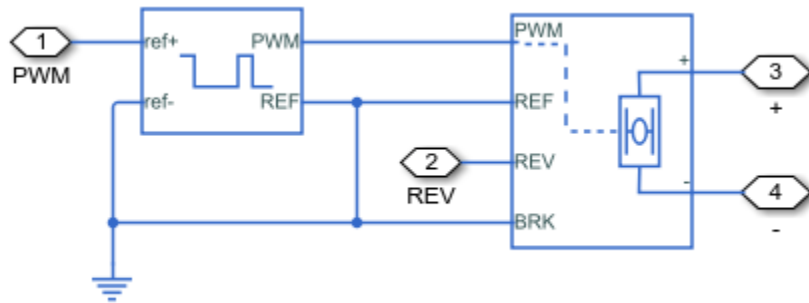 1
PWM
ref+
ref-
PWM
REF
PWM
REF
REV
BRK
2
REV
+
-
3
+
4
-